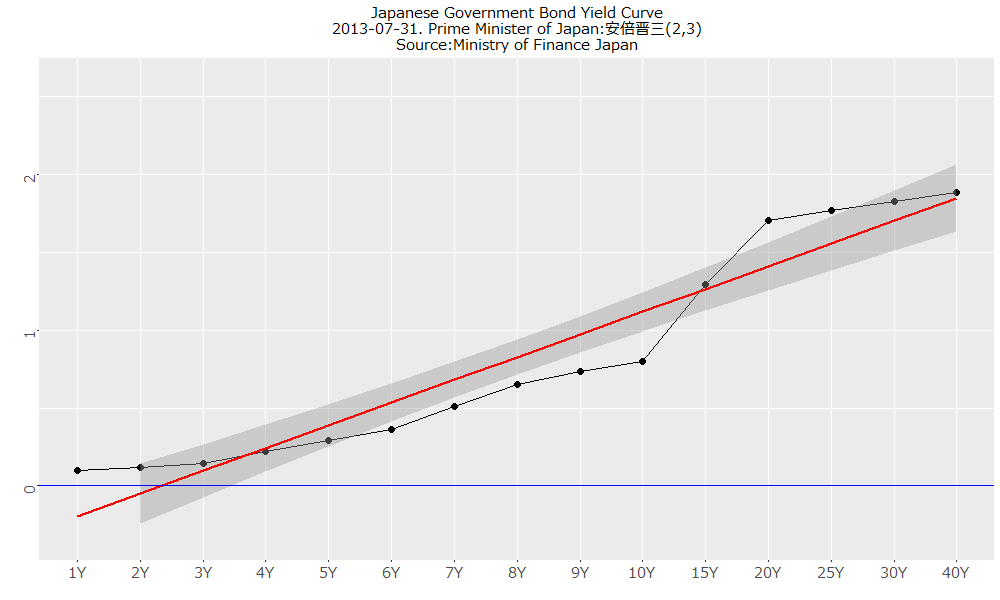 Japanese Government Bond Yield Curve
2013-07-31. Prime Minister of Japan:安倍晋三(2,3)
Source:Ministry of Finance Japan
2
1
0
1Y 2Y 3Y 4Y 5Y 6Y 7Y 8Y 9Y 10Y 15Y 20Y 25Y 30Y 40Y